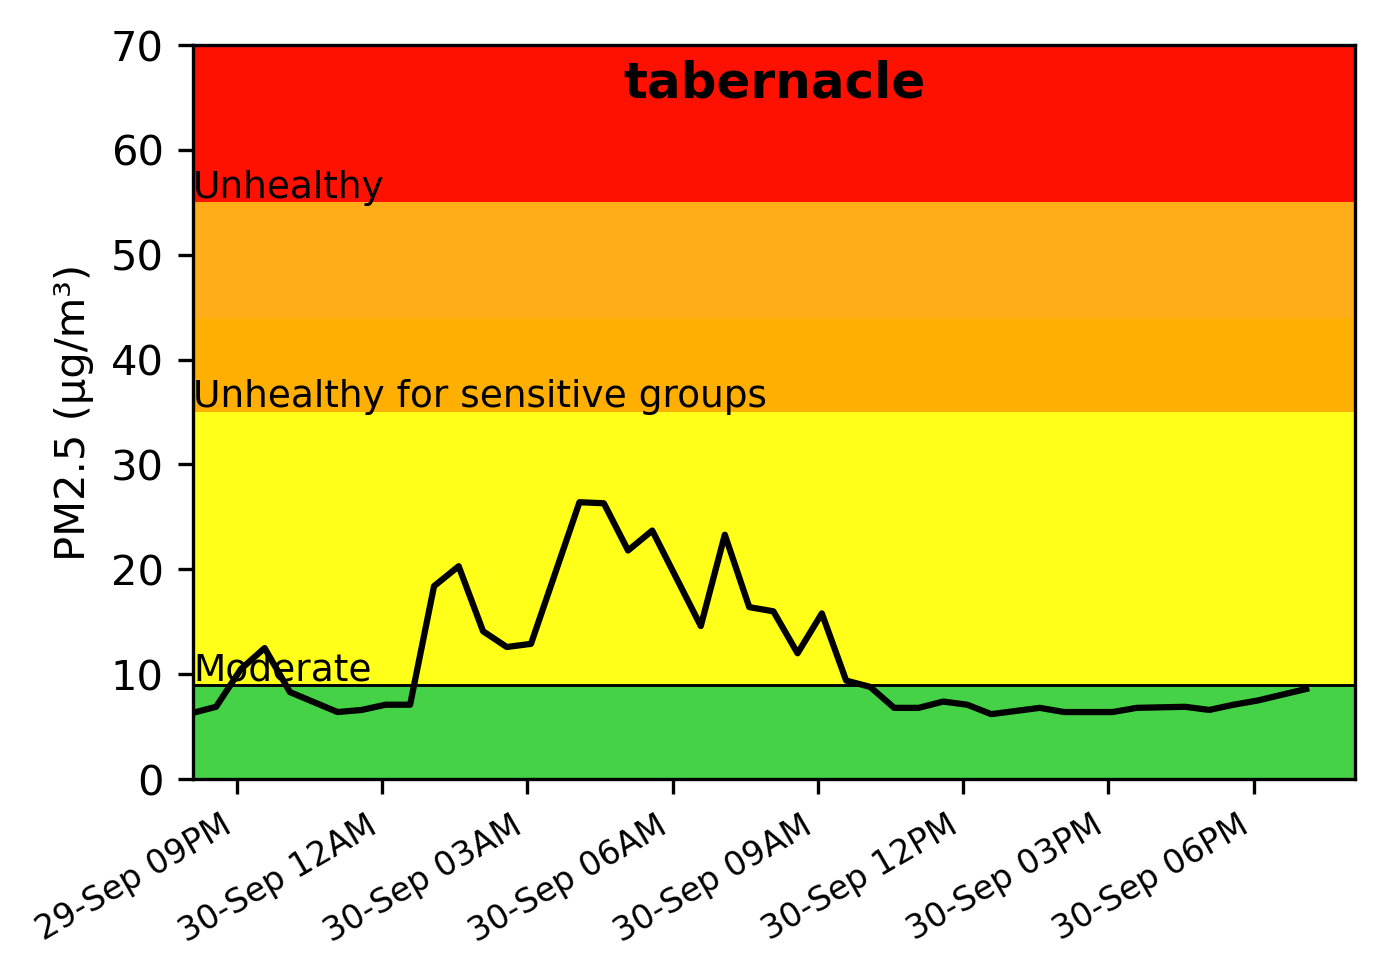 tabernacle
70
60
Unhealthy
50
40
Unhealthy for sensitive groups
30
20
Moderate
10
0
PM2.5 (µg/m³)
29-Sep 09PM
30-Sep 12AM
30-Sep 03AM
30-Sep 06AM
30-Sep 09AM
30-Sep 12PM
30-Sep 03PM
30-Sep 06PM